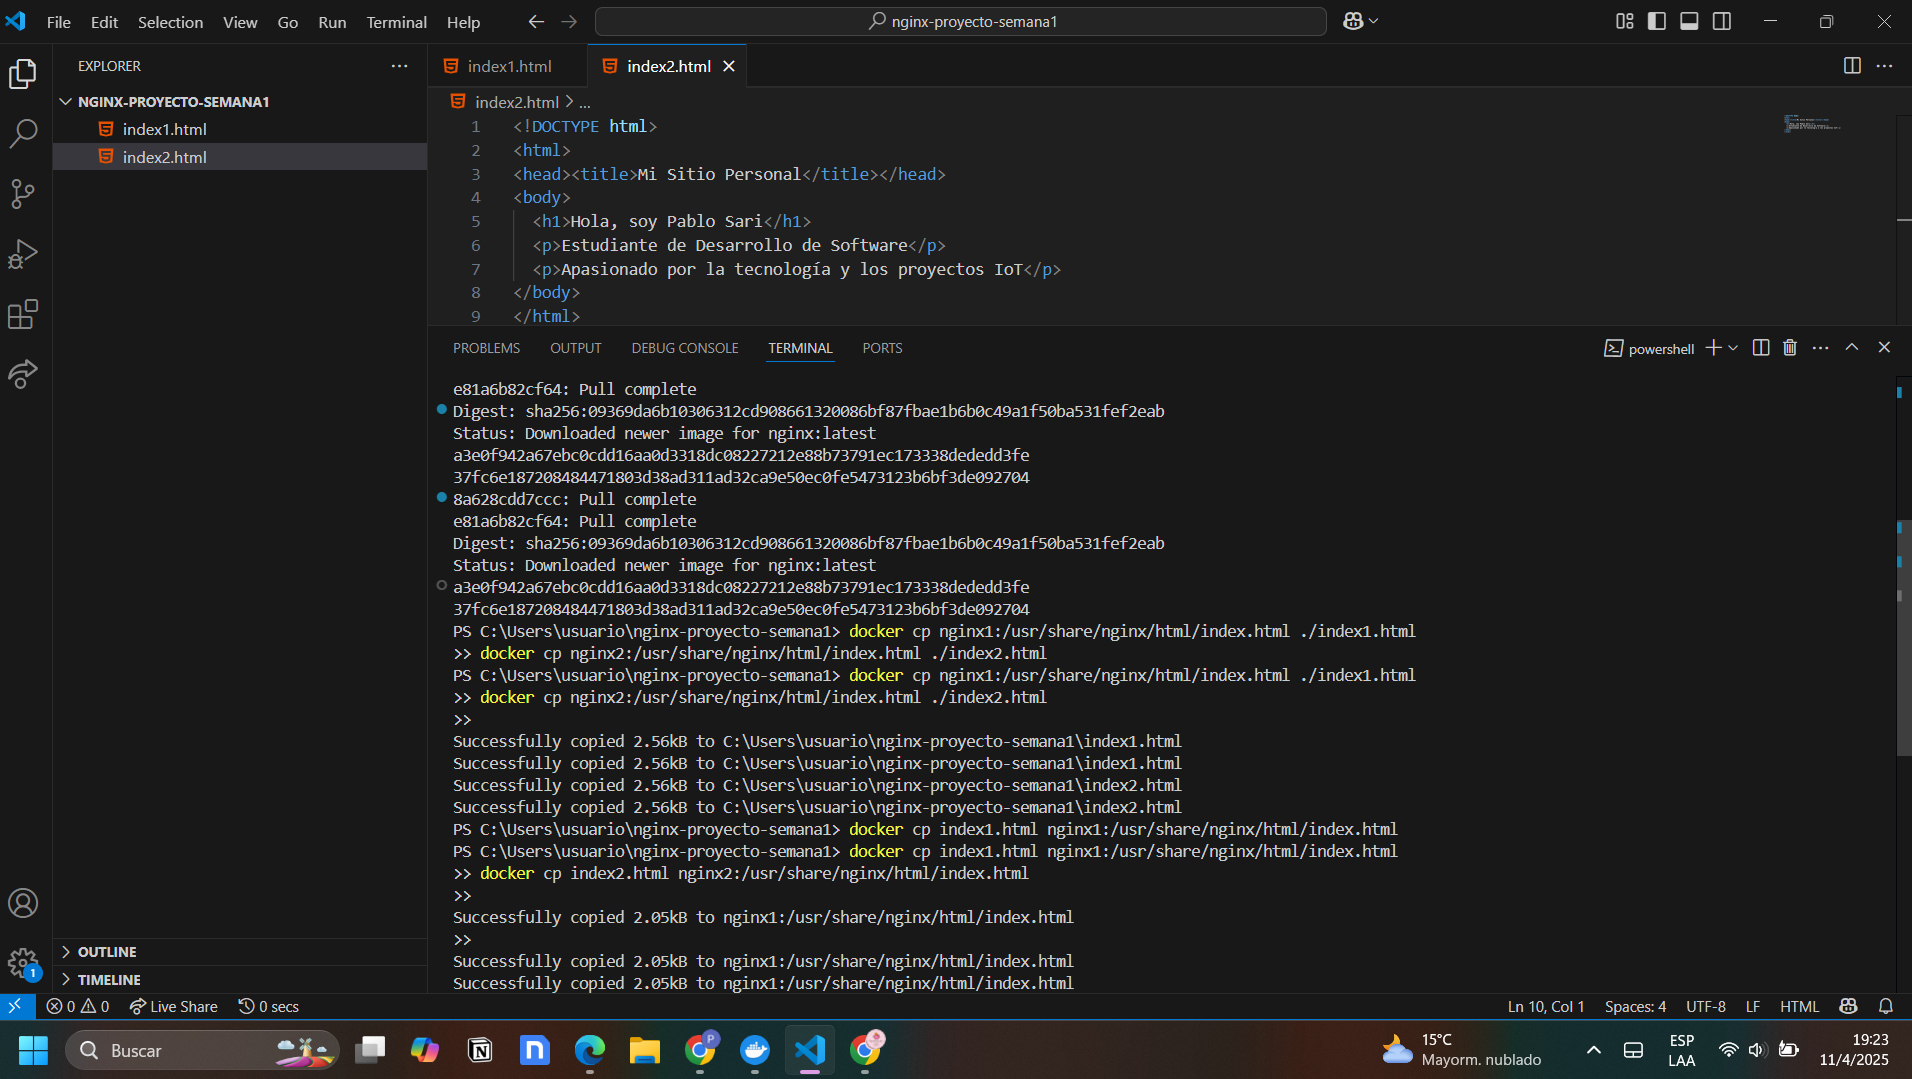 File Edit Selection View Go Run Terminal Help
nginx-proyecto-semana1
EXPLORER
NGINX-PROYECTO-SEMANA1
index1.html
index2.html
index1.html
index2.html
index2.html > ...
1 <!DOCTYPE html>
2 <html>
3 <head><title>Mi Sitio Personal</title></head>
4 <body>
5 <h1>Hola, soy Pablo Sari</h1>
6 <p>Estudiante de Desarrollo de Software</p>
7 <p>Apasionado por la tecnología y los proyectos IoT</p>
8 </body>
9 </html>
PROBLEMS OUTPUT DEBUG CONSOLE TERMINAL PORTS
powershell
e81a6b82cf64: Pull complete
Digest: sha256:09369da6b10306312cd908661320086bf87fbae1b6b0c49a1f50ba531fef2eab
Status: Downloaded newer image for nginx:latest
a3e0f942a67ebc0cdd16aa0d3318dc08227212e88b73791ec173338dededd3fe
37fc6e187208484471803d38ad311ad32ca9e50ec0fe5473123b6bf3de092704
8a628cdd7ccc: Pull complete
e81a6b82cf64: Pull complete
Digest: sha256:09369da6b10306312cd908661320086bf87fbae1b6b0c49a1f50ba531fef2eab
Status: Downloaded newer image for nginx:latest
a3e0f942a67ebc0cdd16aa0d3318dc08227212e88b73791ec173338dededd3fe
37fc6e187208484471803d38ad311ad32ca9e50ec0fe5473123b6bf3de092704
PS C:\Users\usuario\nginx-proyecto-semana1> docker cp nginx1:/usr/share/nginx/html/index.html ./index1.html
>> docker cp nginx2:/usr/share/nginx/html/index.html ./index2.html
PS C:\Users\usuario\nginx-proyecto-semana1> docker cp nginx1:/usr/share/nginx/html/index.html ./index1.html
>> docker cp nginx2:/usr/share/nginx/html/index.html ./index2.html
>>
Successfully copied 2.56kB to C:\Users\usuario\nginx-proyecto-semana1\index1.html
Successfully copied 2.56kB to C:\Users\usuario\nginx-proyecto-semana1\index1.html
Successfully copied 2.56kB to C:\Users\usuario\nginx-proyecto-semana1\index2.html
Successfully copied 2.56kB to C:\Users\usuario\nginx-proyecto-semana1\index2.html
PS C:\Users\usuario\nginx-proyecto-semana1> docker cp index1.html nginx1:/usr/share/nginx/html/index.html
PS C:\Users\usuario\nginx-proyecto-semana1> docker cp index1.html nginx1:/usr/share/nginx/html/index.html
>> docker cp index2.html nginx2:/usr/share/nginx/html/index.html
>>
Successfully copied 2.05kB to nginx1:/usr/share/nginx/html/index.html
>>
Successfully copied 2.05kB to nginx1:/usr/share/nginx/html/index.html
Successfully copied 2.05kB to nginx1:/usr/share/nginx/html/index.html
OUTLINE
TIMELINE
1
0 0 Live Share 0 secs
Ln 10, Col 1 Spaces: 4 UTF-8 LF HTML
Buscar
P
15°C
Mayorm. nublado
ESP
LAA
19:23
11/4/2025